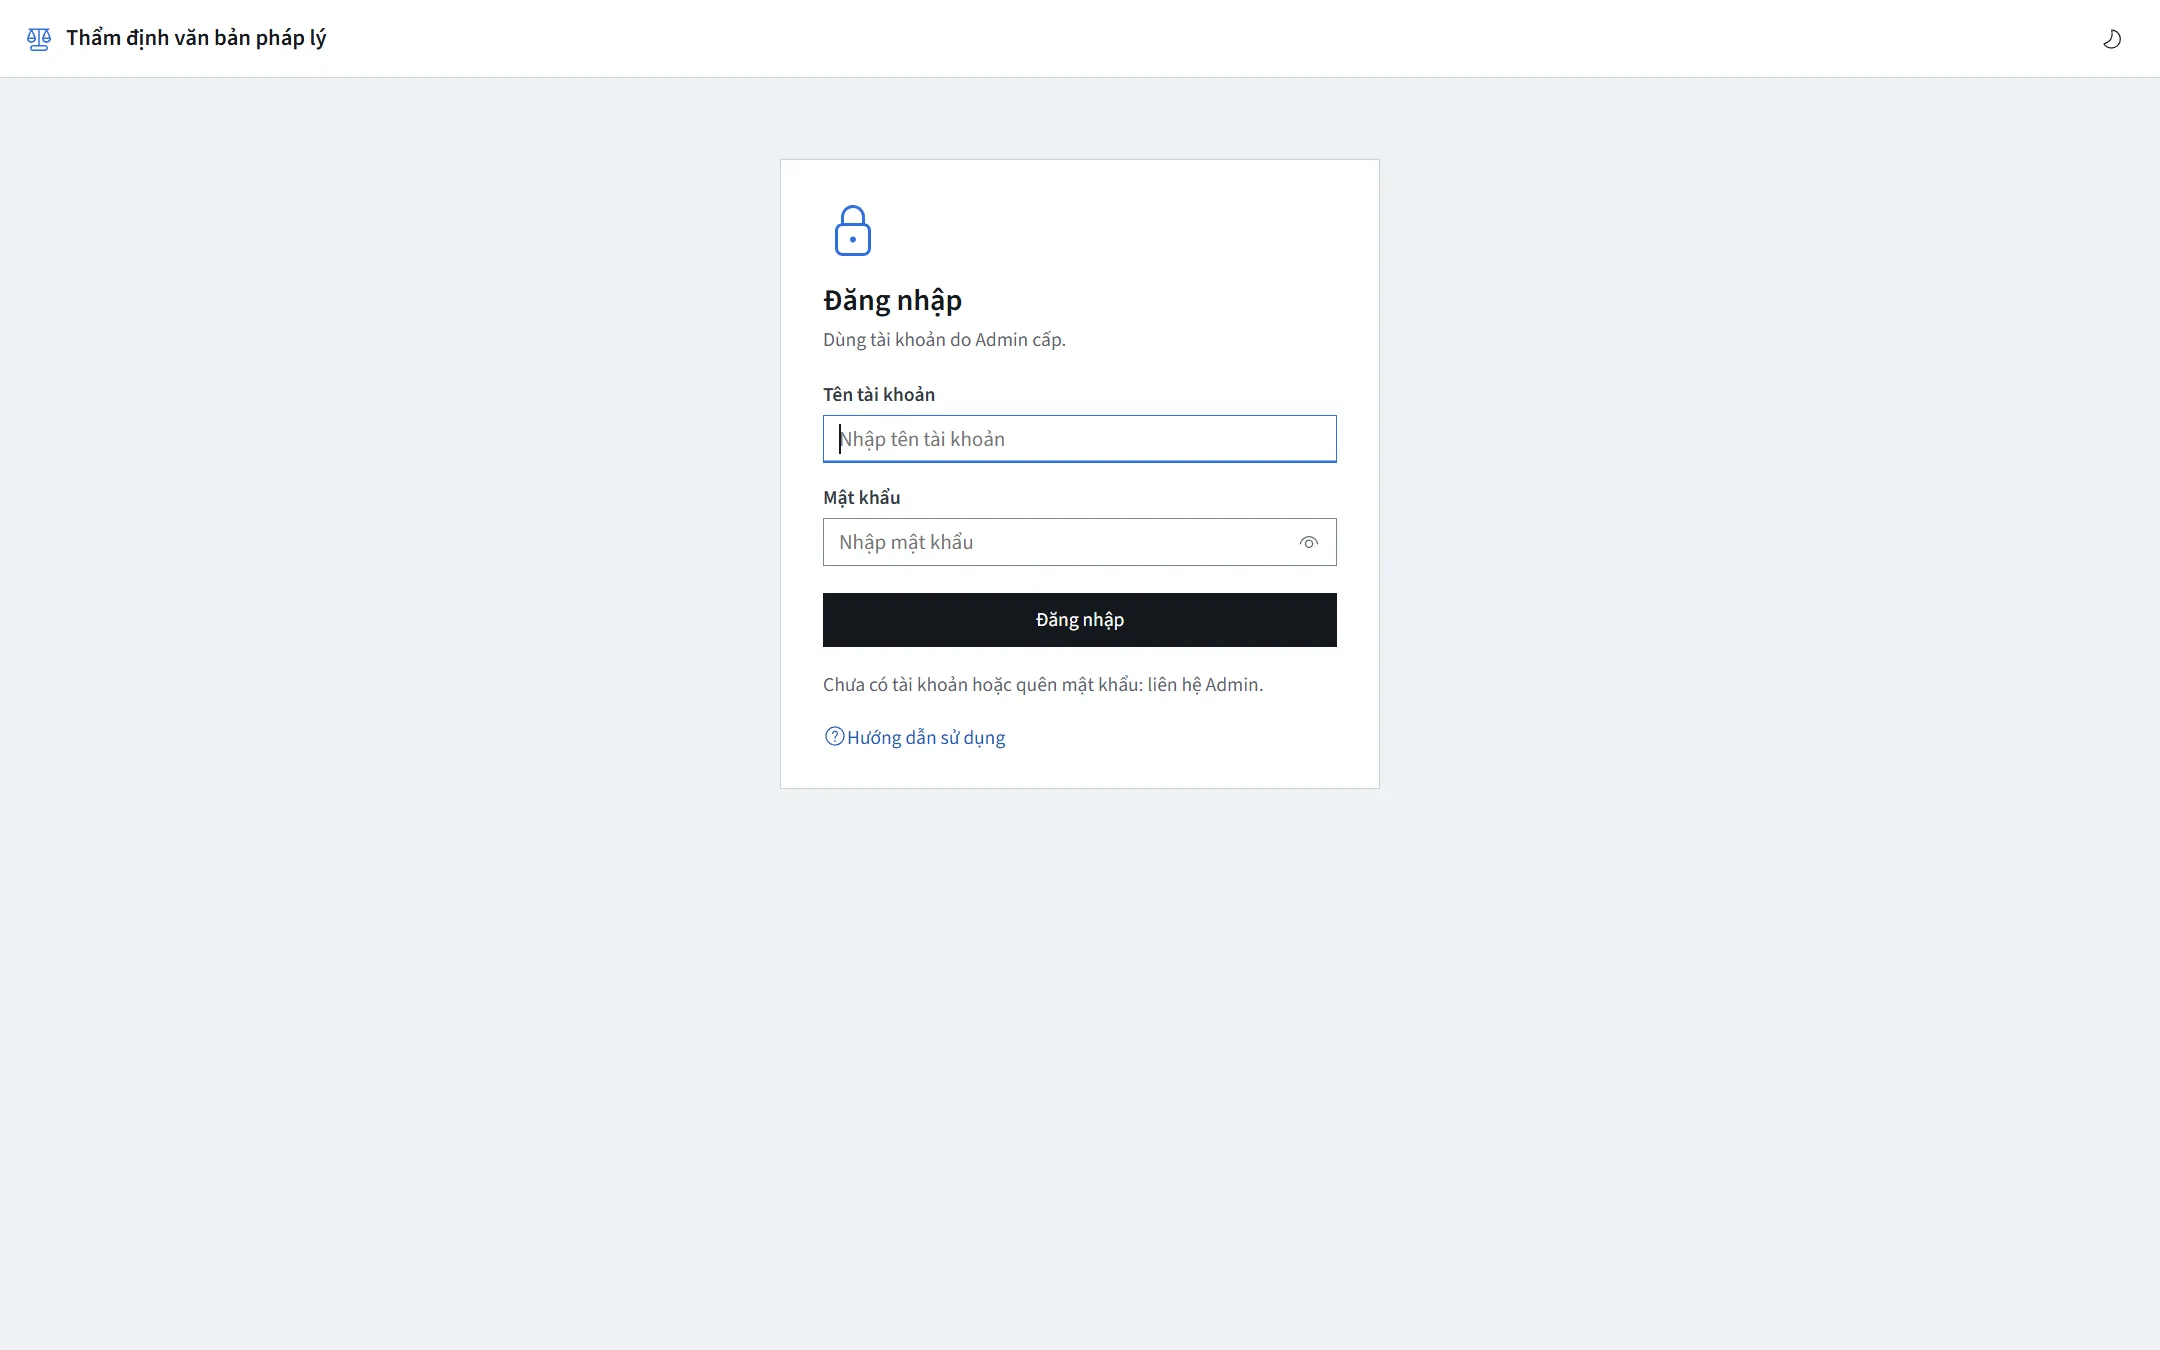 Thẩm định văn bản pháp lý
Đăng nhập
Dùng tài khoản do Admin cấp.
Tên tài khoản
Nhập tên tài khoản
Mật khẩu
Nhập mật khẩu
Đăng nhập
Chưa có tài khoản hoặc quên mật khẩu: liên hệ Admin.
Hướng dẫn sử dụng